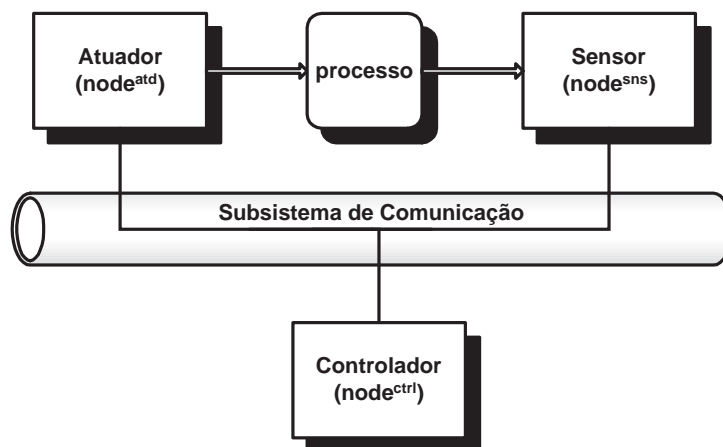 Atuador
(node^atd)
processo
Sensor
(node^sns)
Subsistema de Comunicação
Controlador
(node^ctrl)